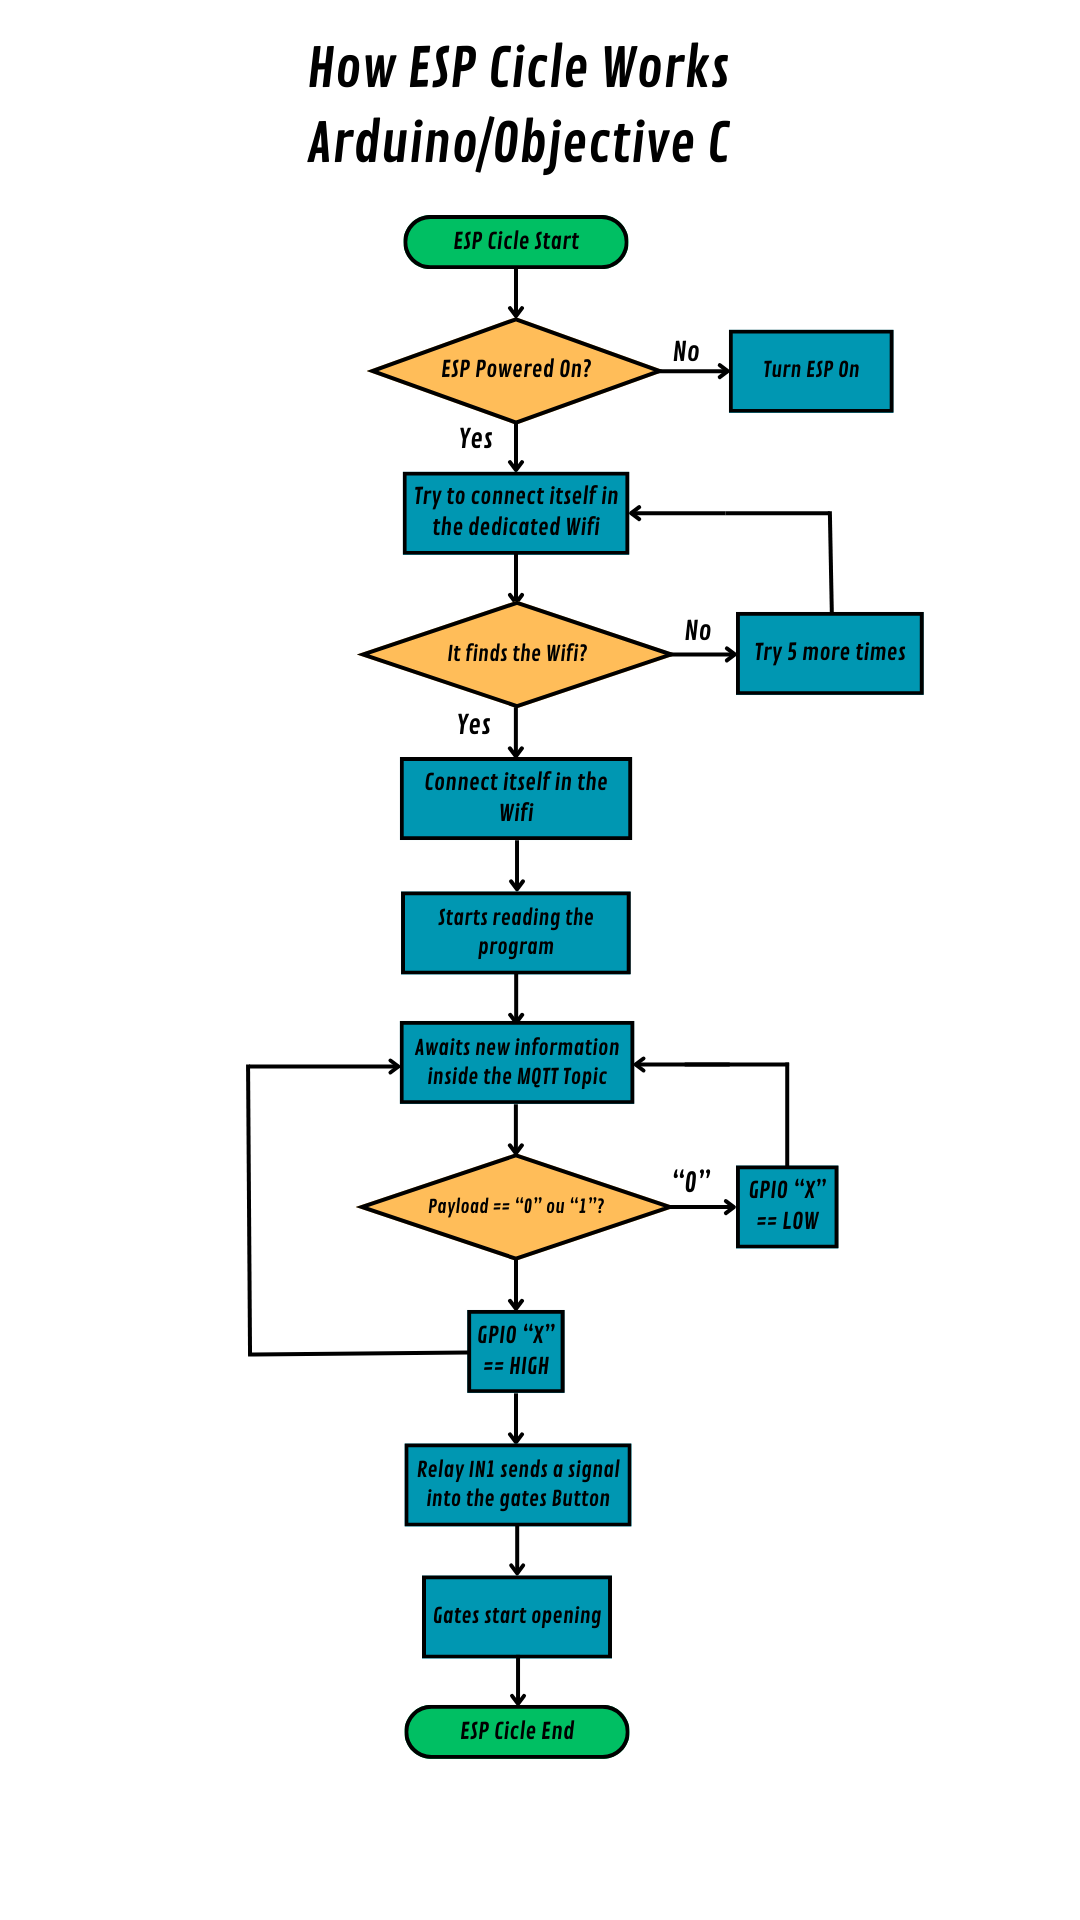 How ESP Cicle Works
Arduino/Objective C
ESP Cicle Start
ESP Powered On?
No
Turn ESP On
Yes
Try to connect itself in
the dedicated Wifi
It finds the Wifi?
No
Try 5 more times
Yes
Connect itself in the
Wifi
Starts reading the
program
Awaits new information
inside the MQTT Topic
Payload == “0” ou “1”?
“0”
GPIO “X”
== LOW
GPIO “X”
== HIGH
Relay IN1 sends a signal
into the gates Button
Gates start opening
ESP Cicle End